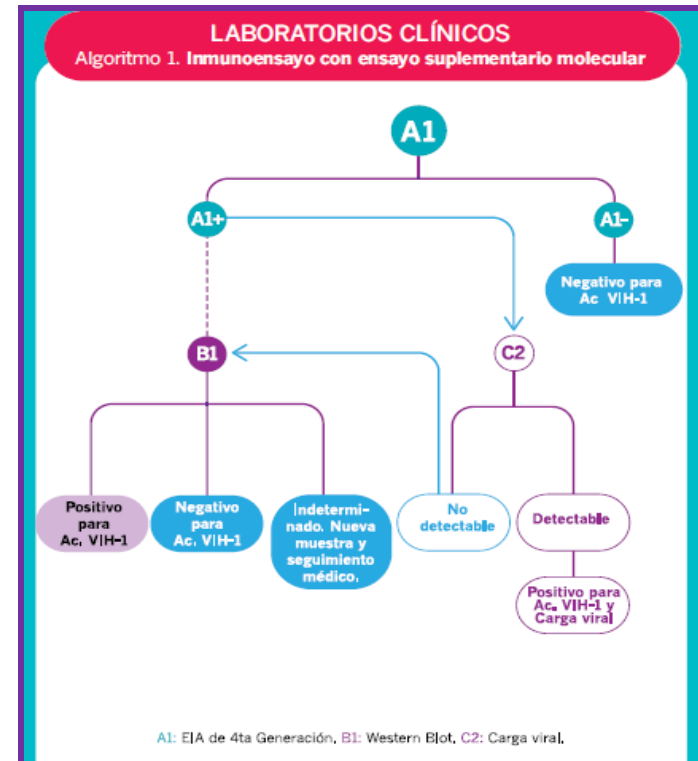 LABORATORIOS CLÍNICOS
Algoritmo 1. Inmunoensayo con ensayo suplementario molecular
A1
A1+
A1-
Negativo para
Ac VIH-1
B1
C2
Positivo
para
Ac. VIH-1
Negativo
para
Ac. VIH-1
Indetermi-
nado. Nueva
muestra y
seguimiento
médico.
No
detectable
Detectable
Positivo para
Ac. VIH-1 y
Carga viral
A1: EIA de 4ta Generación, B1: Western Blot, C2: Carga viral.